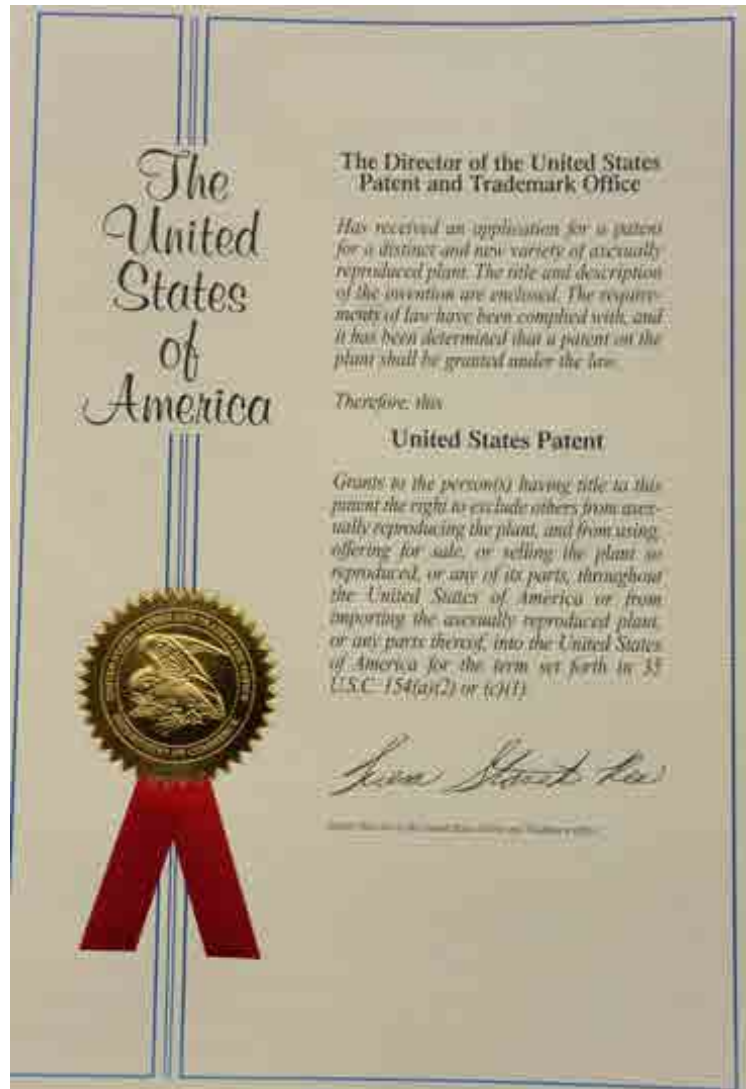 The
United
States
of
America
The Director of the United States
Patent and Trademark Office
Has received an application for a patent
for a distinct and new variety of asexually
reproduced plant. The title and description
of the invention are enclosed. The require-
ments of law have been complied with, and
it has been determined that a patent on the
plant shall be granted under the law.
Therefore, this
United States Patent
Grants to the person(s) having title to this
patent the right to exclude others from asex-
ually reproducing the plant, and from using,
offering for sale, or selling the plant so
reproduced, or any of its parts, throughout
the United States of America or from
importing the asexually reproduced plant,
or any parts thereof, into the United States
of America for the term set forth in 35
U.S.C. 154(a)(2) or (c)(1).